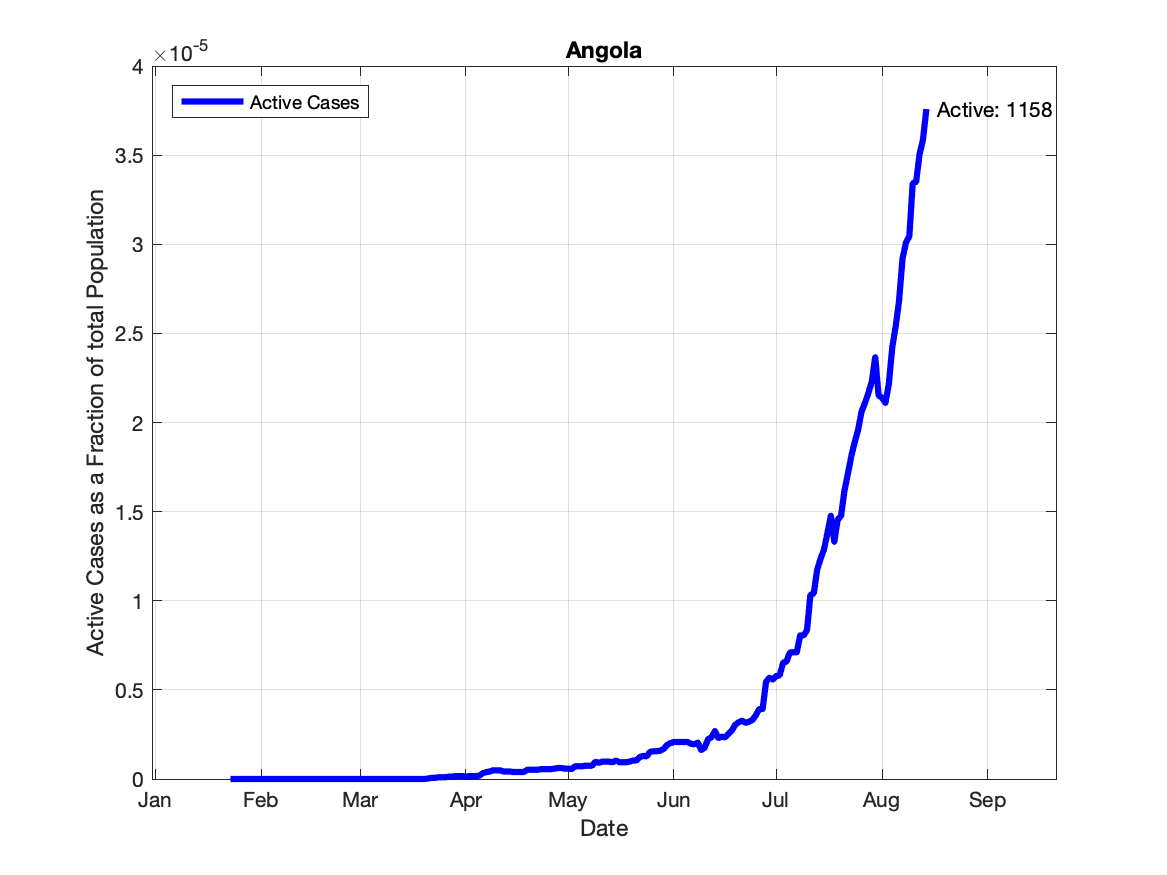 Angola
×10-5
4
3.5
3
2.5
2
1.5
1
0.5
0
Active Cases
Active: 1158
Active Cases as a Fraction of total Population
Jan Feb Mar Apr May Jun Jul Aug Sep
Date